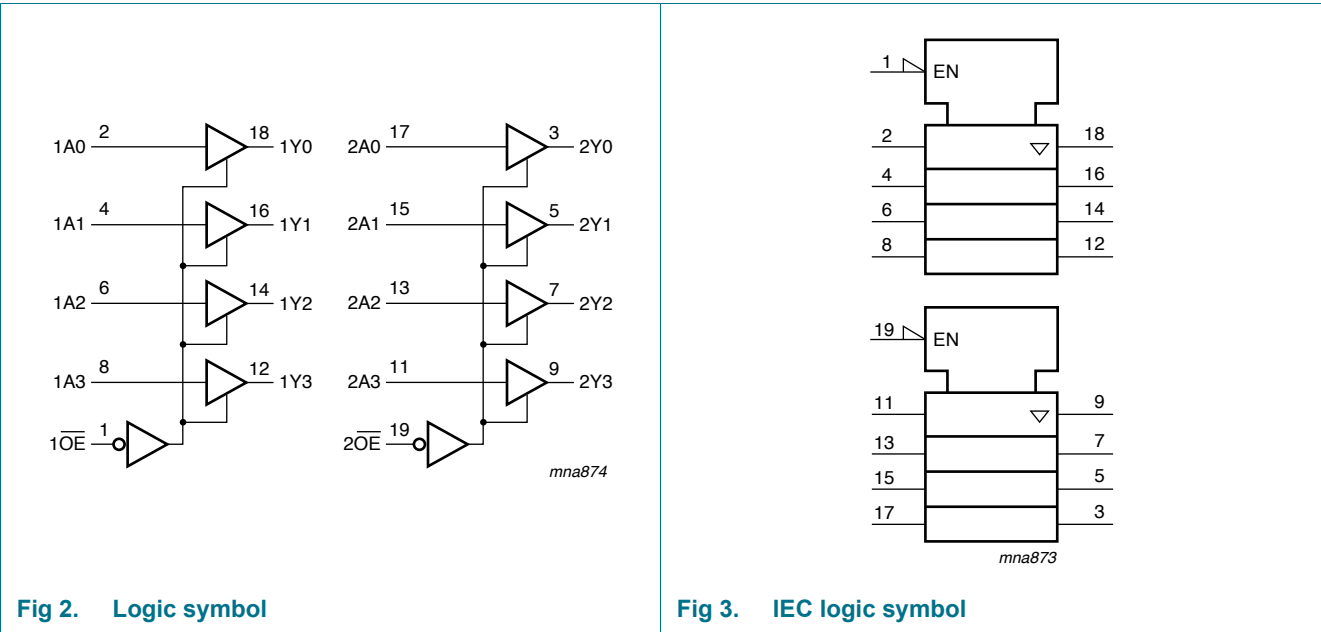 2 18
1A0 1Y0
4 16
1A1 1Y1
6 14
1A2 1Y2
8 12
1A3 1Y3
1
1O̅E̅
17 3
2A0 2Y0
15 5
2A1 2Y1
13 7
2A2 2Y2
11 9
2A3 2Y3
19
2O̅E̅
mna874
Fig 2. Logic symbol
1 EN
2 18
4 16
6 14
8 12
19 EN
11 9
13 7
15 5
17 3
mna873
Fig 3. IEC logic symbol